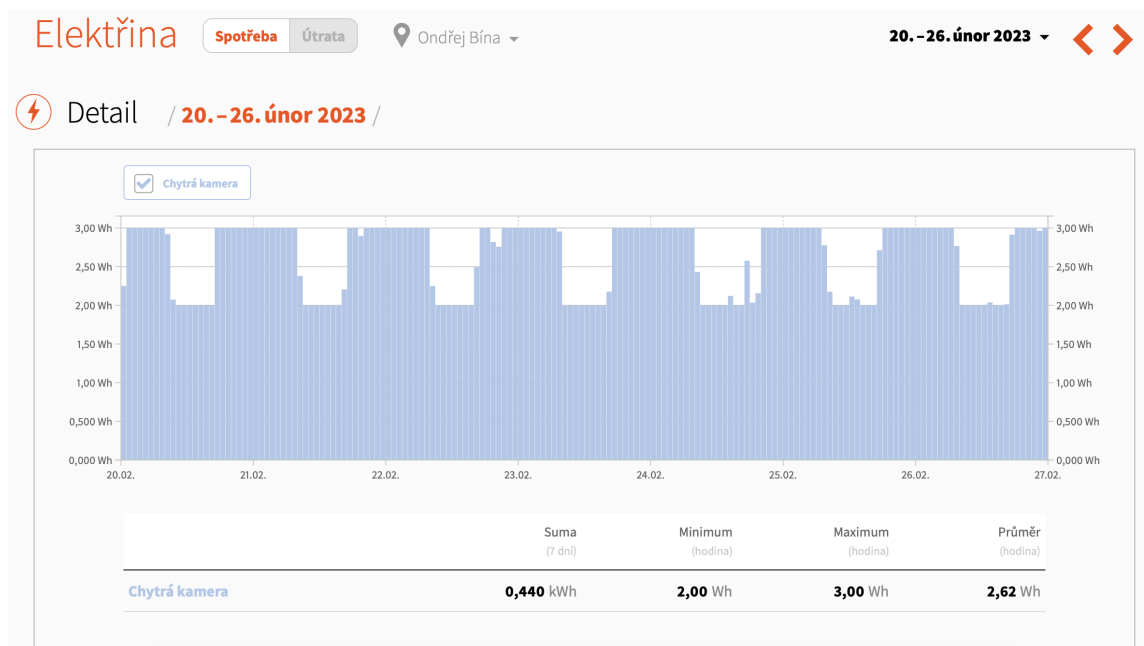 Elektřina Spotřeba Útrata Ondřej Bína 20. – 26. únor 2023
Detail / 20. – 26. únor 2023 /
Chytrá kamera
3,00 Wh 3,00 Wh
2,50 Wh 2,50 Wh
2,00 Wh 2,00 Wh
1,50 Wh 1,50 Wh
1,00 Wh 1,00 Wh
0,500 Wh 0,500 Wh
0,000 Wh 0,000 Wh
20.02. 21.02. 22.02. 23.02. 24.02. 25.02. 26.02. 27.02.
Suma Minimum Maximum Průměr
(7 dní) (hodina) (hodina) (hodina)
Chytrá kamera 0,440 kWh 2,00 Wh 3,00 Wh 2,62 Wh